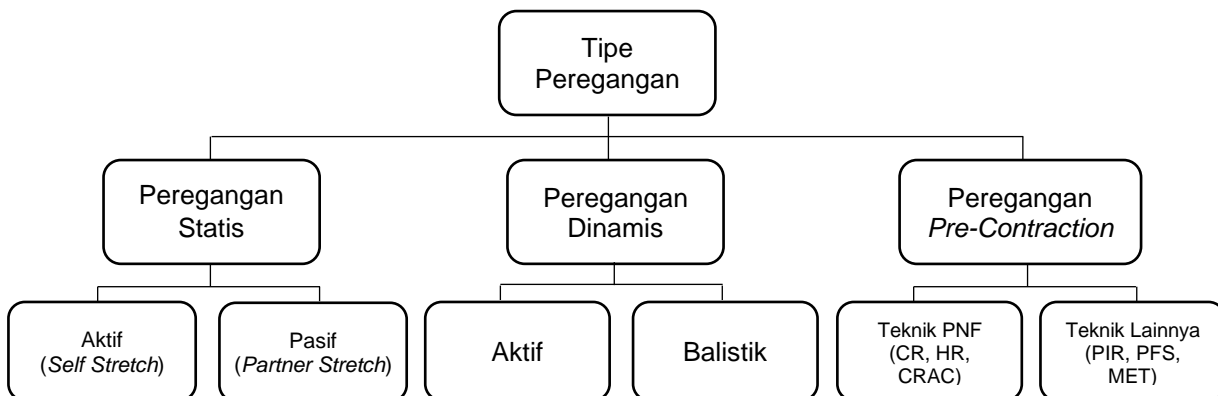 Tipe
Peregangan
Peregangan
Statis
Peregangan
Dinamis
Peregangan
Pre-Contraction
Aktif
(Self Stretch)
Pasif
(Partner Stretch)
Aktif
Balistik
Teknik PNF
(CR, HR,
CRAC)
Teknik Lainnya
(PIR, PFS,
MET)